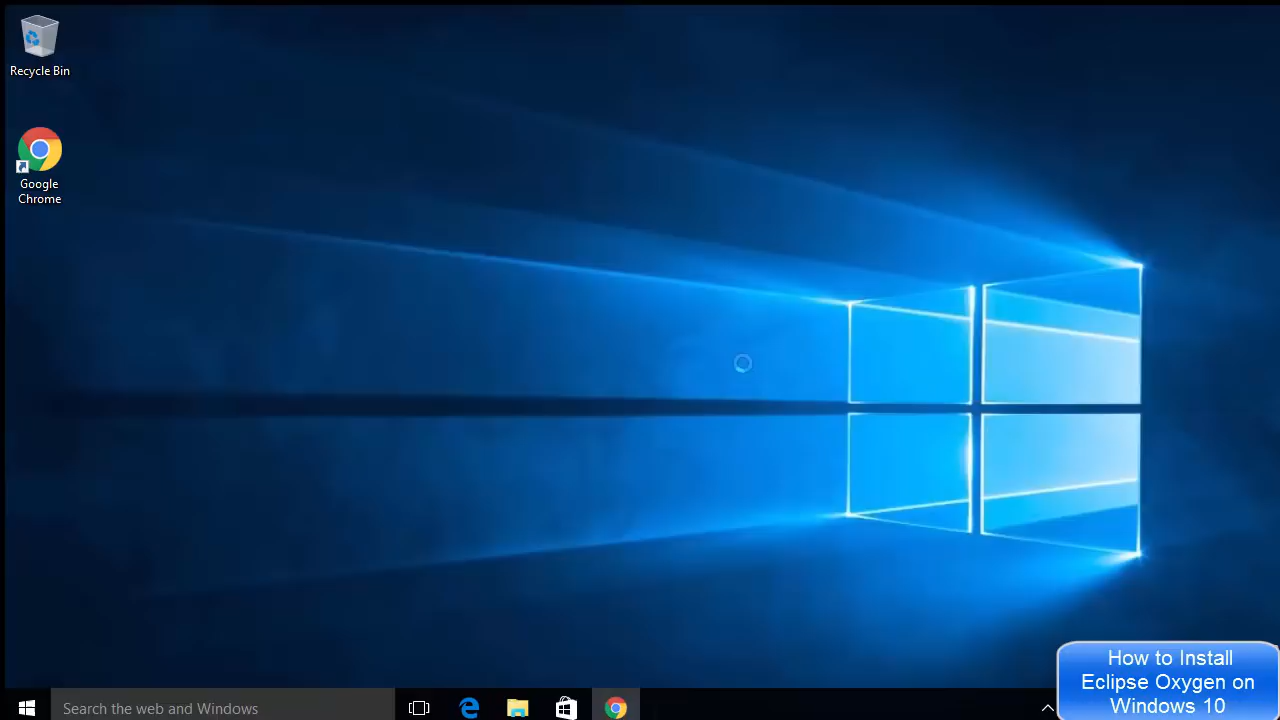 Recycle Bin
Google
Chrome
Search the web and Windows
How to Install
Eclipse Oxygen on
Windows 10